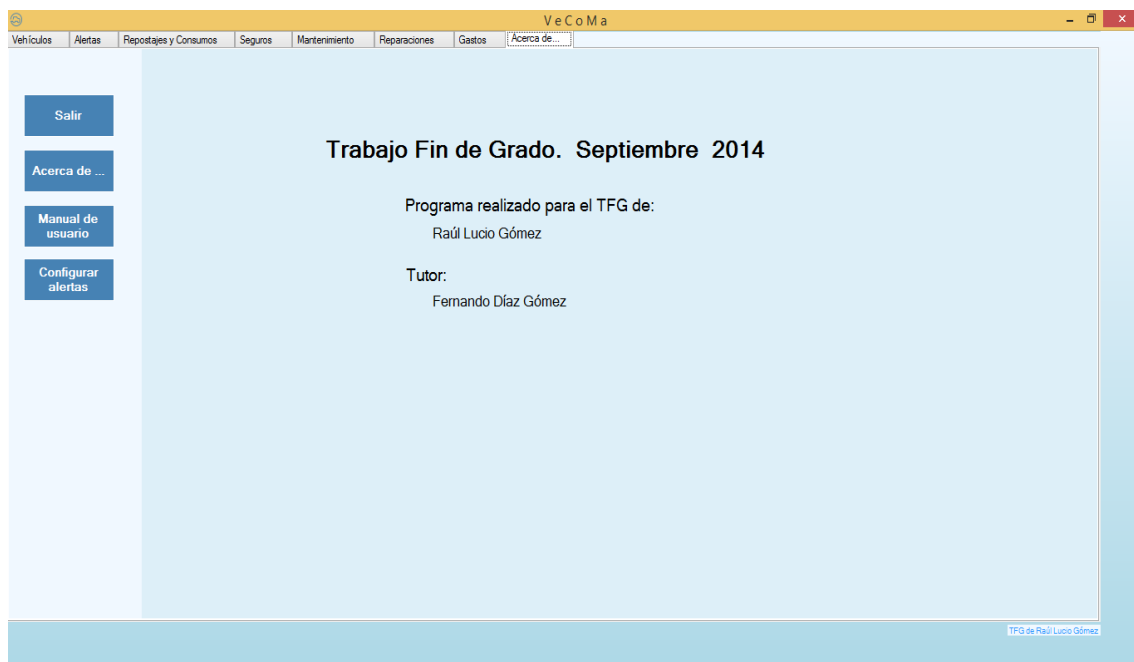 VeCoMa
Vehículos Alertas Repostajes y Consumos Seguros Mantenimiento Reparaciones Gastos Acerca de...
Salir
Acerca de ...
Manual de
usuario
Configurar
alertas
Trabajo Fin de Grado. Septiembre 2014
Programa realizado para el TFG de:
Raúl Lucio Gómez
Tutor:
Fernando Díaz Gómez
TFG de Raúl Lucio Gómez